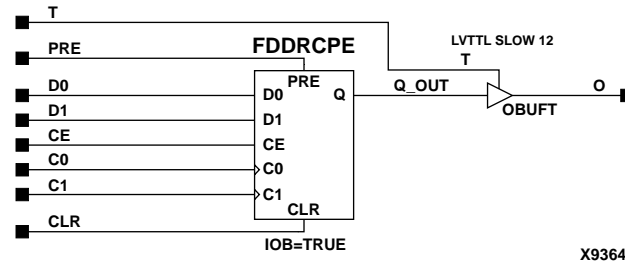 T
LVTTL SLOW 12
PRE
FDDRCPE
T
PRE
D0
D0
Q
Q_OUT
O
D1
D1
OBUFT
CE
CE
C0
C0
C1
C1
CLR
CLR
IOB=TRUE
X9364